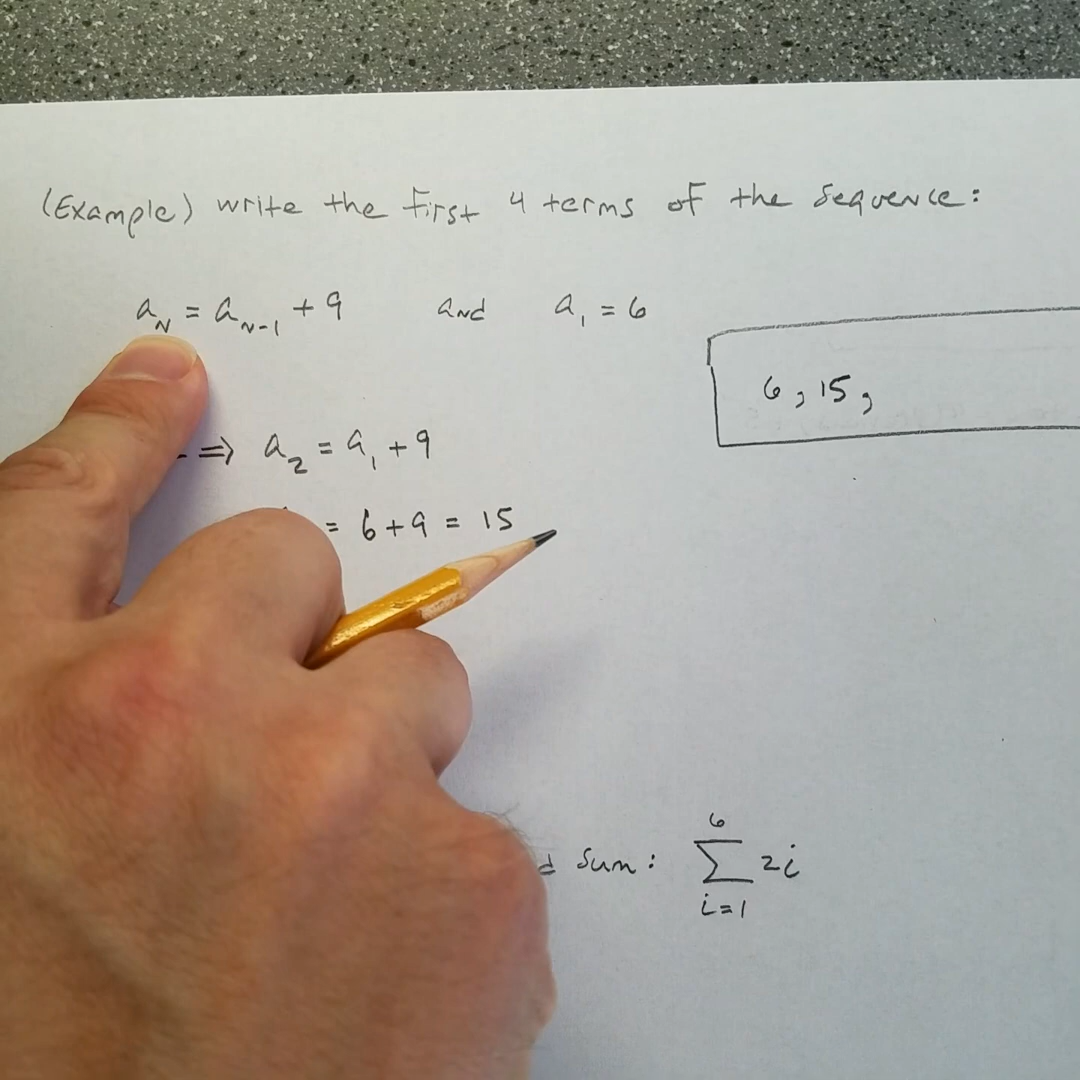 (Example) write the first 4 terms of the sequence:
a_N = a_{N-1} + 9 and a_1 = 6
6, 15,
⇒ a_2 = a_1 + 9
= 6 + 9 = 15
sum: \sum_{i=1}^{6} 2i